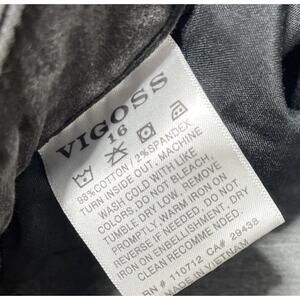 VIGOSS
16
98%COTTON / 2%SPANDEX
TURN INSIDE OUT. MACHINE
WASH COLD WITH LIKE
COLORS, DO NOT BLEACH,
TUMBLE DRY LOW, REMOVE
PROMPTLY, WARM IRON ON
REVERSE IF NEEDED, DO NOT
IRON ON EMBELLISHMENT, DRY
CLEAN RECOMMENDED.
RN # 110712 CA# 29438
MADE IN VIETNAM